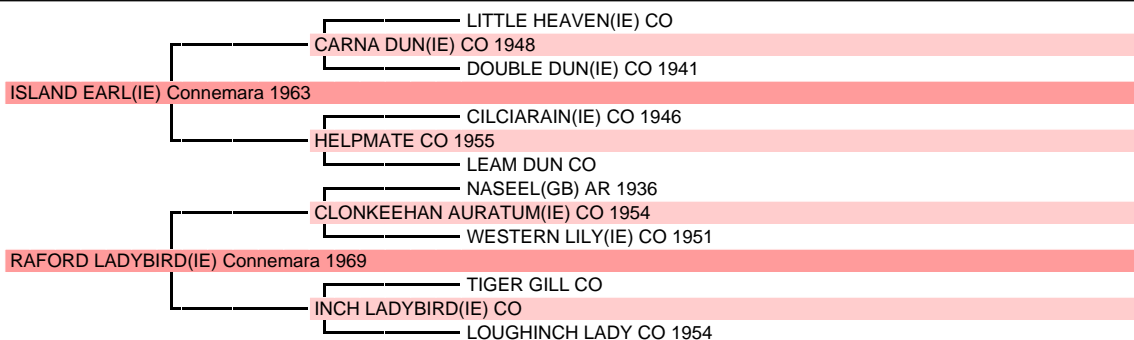 LITTLE HEAVEN(IE) CO
CARNA DUN(IE) CO 1948
DOUBLE DUN(IE) CO 1941
ISLAND EARL(IE) Connemara 1963
CILCIARAIN(IE) CO 1946
HELPMATE CO 1955
LEAM DUN CO
NASEEL(GB) AR 1936
CLONKEEHAN AURATUM(IE) CO 1954
WESTERN LILY(IE) CO 1951
RAFORD LADYBIRD(IE) Connemara 1969
TIGER GILL CO
INCH LADYBIRD(IE) CO
LOUGHINCH LADY CO 1954